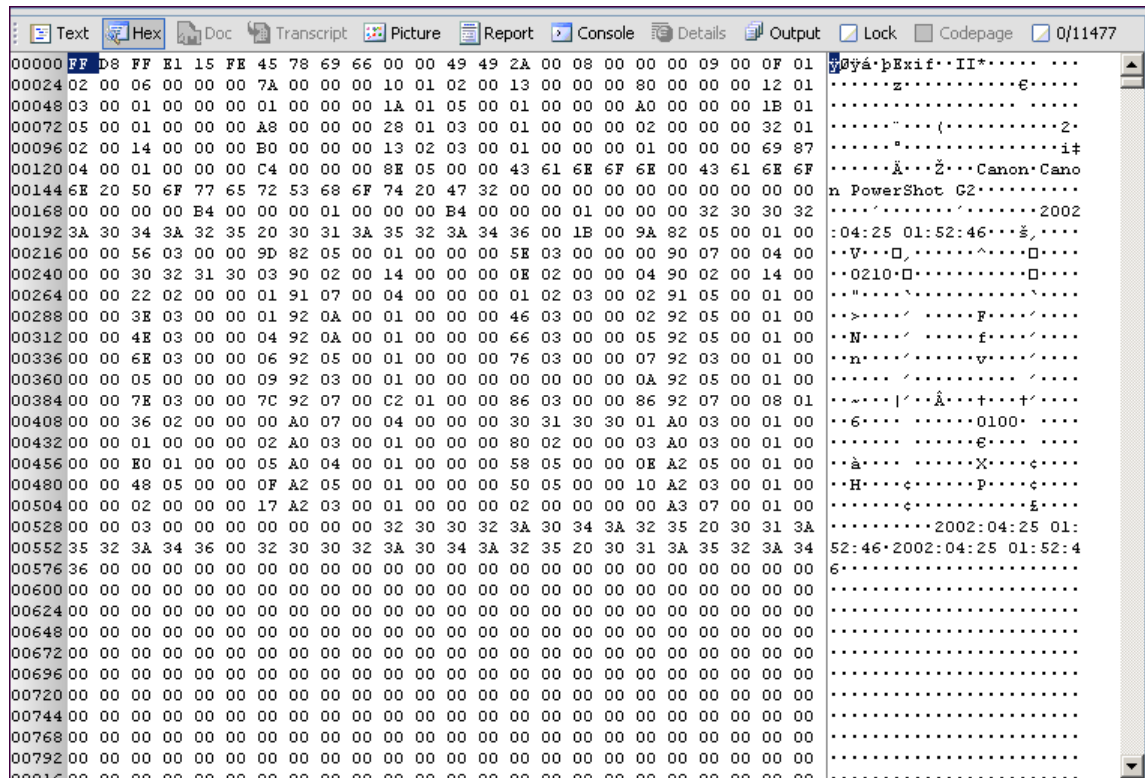 Text Hex Doc Transcript Picture Report Console Details Output Lock Codepage 0/11477
00000 FF D8 FF E1 15 FE 45 78 69 66 00 00 49 49 2A 00 08 00 00 00 09 00 0F 01 ÿØÿá·þExif··II*····· ···
00024 02 00 06 00 00 00 7A 00 00 00 10 01 02 00 13 00 00 00 80 00 00 00 12 01 ······z···········€·····
00048 03 00 01 00 00 00 01 00 00 00 1A 01 05 00 01 00 00 00 A0 00 00 00 1B 01 ·················· ·····
00072 05 00 01 00 00 00 A8 00 00 00 28 01 03 00 01 00 00 00 02 00 00 00 32 01 ······¨···(···········2·
00096 02 00 14 00 00 00 B0 00 00 00 13 02 03 00 01 00 00 00 01 00 00 00 69 87 ······°···············i‡
00120 04 00 01 00 00 00 C4 00 00 00 8E 05 00 00 43 61 6E 6F 6E 00 43 61 6E 6F ······Ä···Ž···Canon·Cano
00144 6E 20 50 6F 77 65 72 53 68 6F 74 20 47 32 00 00 00 00 00 00 00 00 00 00 n PowerShot G2··········
00168 00 00 00 00 B4 00 00 00 01 00 00 00 B4 00 00 00 01 00 00 00 32 30 30 32 ····´·······´·······2002
00192 3A 30 34 3A 32 35 20 30 31 3A 35 32 3A 34 36 00 1B 00 9A 82 05 00 01 00 :04:25 01:52:46···š‚····
00216 00 00 56 03 00 00 9D 82 05 00 01 00 00 00 5E 03 00 00 00 90 07 00 04 00 ··V···□‚······^····□····
00240 00 00 30 32 31 30 03 90 02 00 14 00 00 00 0E 02 00 00 04 90 02 00 14 00 ··0210·□···········□····
00264 00 00 22 02 00 00 01 91 07 00 04 00 00 00 01 02 03 00 02 91 05 00 01 00 ··"····‘···········‘····
00288 00 00 3E 03 00 00 01 92 0A 00 01 00 00 00 46 03 00 00 02 92 05 00 01 00 ··>····’ ·····F····’····
00312 00 00 4E 03 00 00 04 92 0A 00 01 00 00 00 66 03 00 00 05 92 05 00 01 00 ··N····’ ·····f····’····
00336 00 00 6E 03 00 00 06 92 05 00 01 00 00 00 76 03 00 00 07 92 03 00 01 00 ··n····’······v····’····
00360 00 00 05 00 00 00 09 92 03 00 01 00 00 00 00 00 00 00 0A 92 05 00 01 00 ······ ’··········· ’····
00384 00 00 7E 03 00 00 7C 92 07 00 C2 01 00 00 86 03 00 00 86 92 07 00 08 01 ··~···|’··Â···†···†’····
00408 00 00 36 02 00 00 00 A0 07 00 04 00 00 00 30 31 30 30 01 A0 03 00 01 00 ··6···· ······0100· ····
00432 00 00 01 00 00 00 02 A0 03 00 01 00 00 00 80 02 00 00 03 A0 03 00 01 00 ······· ······€···· ····
00456 00 00 E0 01 00 00 05 A0 04 00 01 00 00 00 58 05 00 00 0E A2 05 00 01 00 ··à···· ······X····¢····
00480 00 00 48 05 00 00 0F A2 05 00 01 00 00 00 50 05 00 00 10 A2 03 00 01 00 ··H····¢······P····¢····
00504 00 00 02 00 00 00 17 A2 03 00 01 00 00 00 02 00 00 00 00 A3 07 00 01 00 ·······¢···········£····
00528 00 00 03 00 00 00 00 00 00 00 32 30 30 32 3A 30 34 3A 32 35 20 30 31 3A ··········2002:04:25 01:
00552 35 32 3A 34 36 00 32 30 30 32 3A 30 34 3A 32 35 20 30 31 3A 35 32 3A 34 52:46·2002:04:25 01:52:4
00576 36 00 00 00 00 00 00 00 00 00 00 00 00 00 00 00 00 00 00 00 00 00 00 00 6·······················
00600 00 00 00 00 00 00 00 00 00 00 00 00 00 00 00 00 00 00 00 00 00 00 00 00 ························
00624 00 00 00 00 00 00 00 00 00 00 00 00 00 00 00 00 00 00 00 00 00 00 00 00 ························
00648 00 00 00 00 00 00 00 00 00 00 00 00 00 00 00 00 00 00 00 00 00 00 00 00 ························
00672 00 00 00 00 00 00 00 00 00 00 00 00 00 00 00 00 00 00 00 00 00 00 00 00 ························
00696 00 00 00 00 00 00 00 00 00 00 00 00 00 00 00 00 00 00 00 00 00 00 00 00 ························
00720 00 00 00 00 00 00 00 00 00 00 00 00 00 00 00 00 00 00 00 00 00 00 00 00 ························
00744 00 00 00 00 00 00 00 00 00 00 00 00 00 00 00 00 00 00 00 00 00 00 00 00 ························
00768 00 00 00 00 00 00 00 00 00 00 00 00 00 00 00 00 00 00 00 00 00 00 00 00 ························
00792 00 00 00 00 00 00 00 00 00 00 00 00 00 00 00 00 00 00 00 00 00 00 00 00 ························